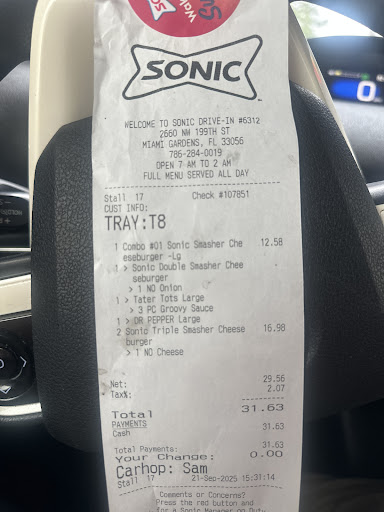 SONIC
WELCOME TO SONIC DRIVE-IN #6312
2660 NW 199TH ST
MIAMI GARDENS, FL 33056
786-284-0019
OPEN 7 AM TO 2 AM
FULL MENU SERVED ALL DAY
Stall 17 Check #107851
CUST INFO:
TRAY:T8
1 Combo #01 Sonic Smasher Che 12.58
eseburger -Lg
1 > Sonic Double Smasher Chee
seburger
> 1 NO Onion
1 > Tater Tots Large
> 3 PC Groovy Sauce
1 > DR PEPPER Large
2 Sonic Triple Smasher Cheese 16.98
burger
> 1 NO Cheese
Net: 29.56
Tax%: 2.07
Total 31.63
PAYMENTS
Cash 31.63
Total Payments: 31.63
Your Change: 0.00
Carhop: Sam
Stall 17 21-Sep-2025 15:31:14
Comments or Concerns?
Press the red button and
for a Sonic Manager on Duty